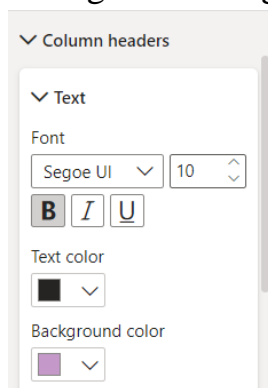 Column headers
Text
Font
Segoe UI 10
B I U
Text color
Background color